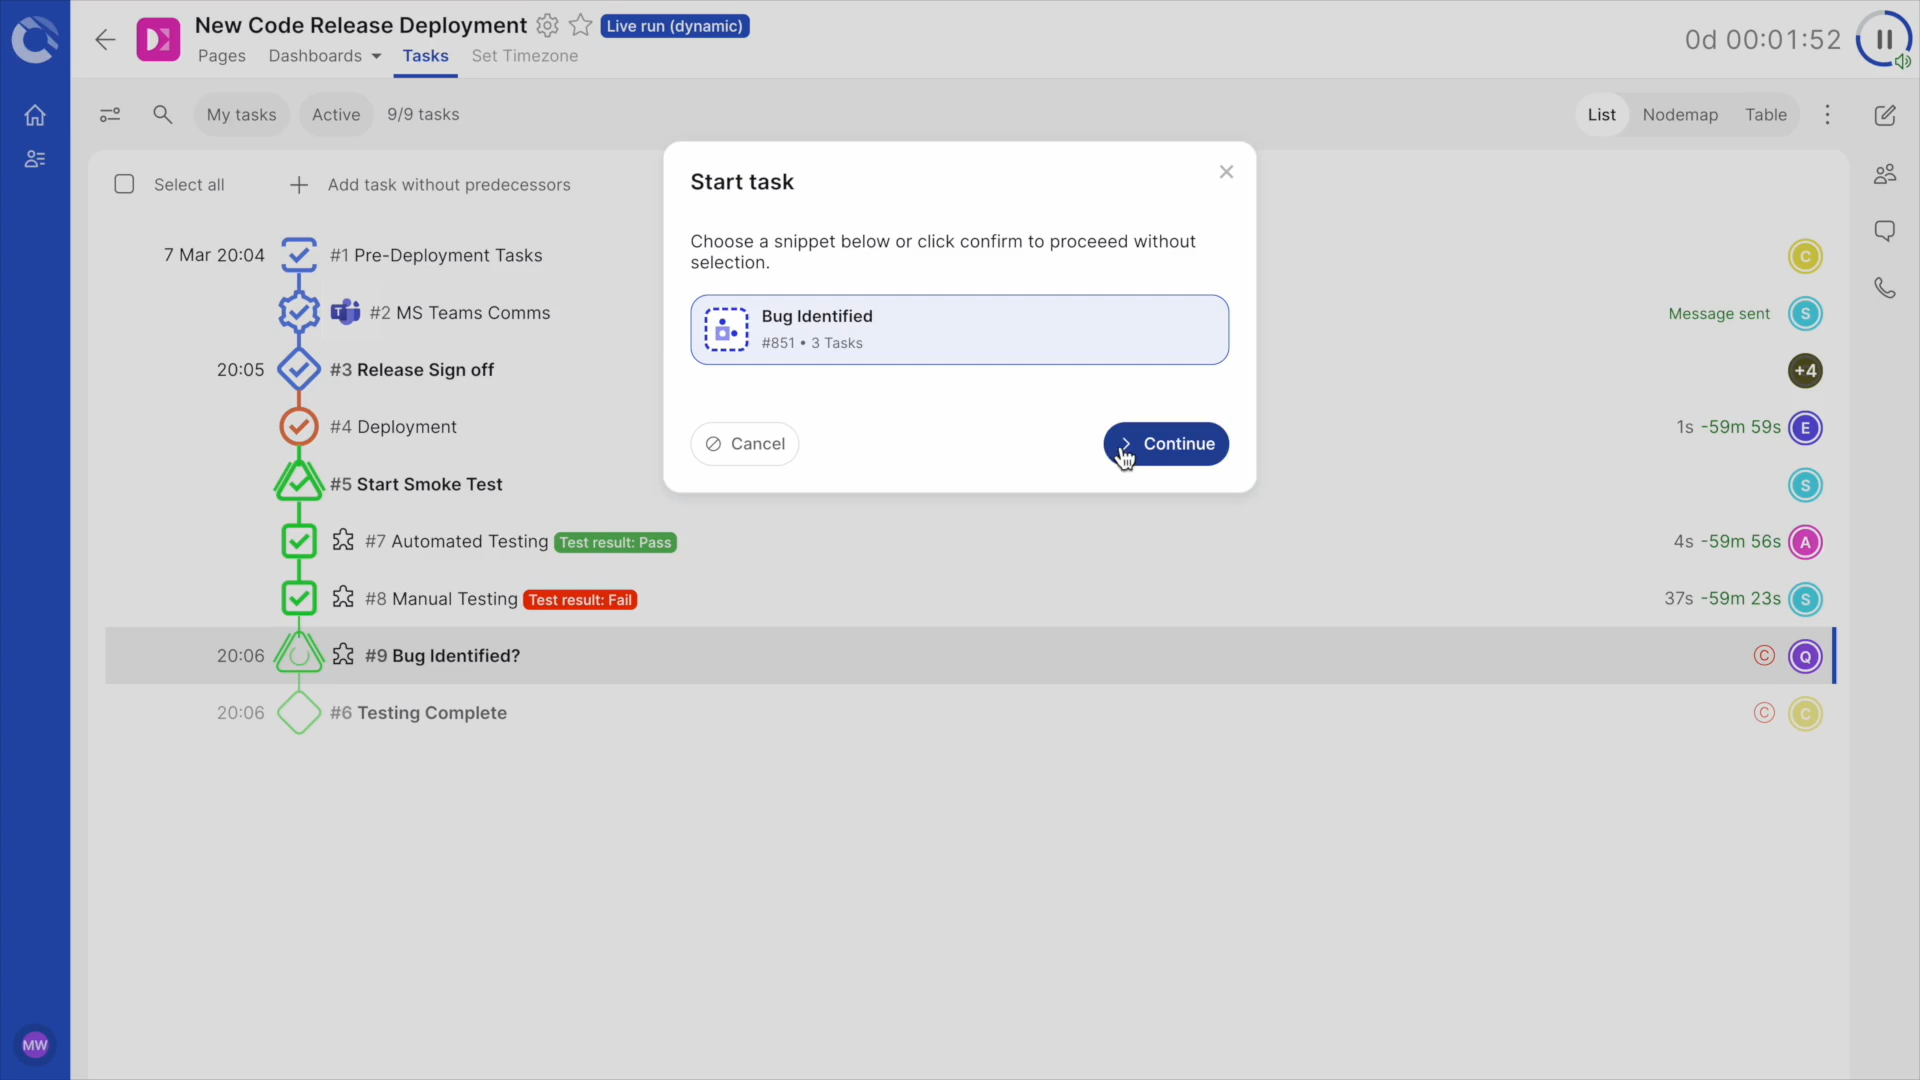 New Code Release Deployment Live run (dynamic)
0d 00:01:52
Pages Dashboards Tasks Set Timezone
My tasks Active 9/9 tasks
List Nodemap Table
Select all Add task without predecessors
7 Mar 20:04 #1 Pre-Deployment Tasks C
#2 MS Teams Comms Message sent S
20:05 #3 Release Sign off +4
#4 Deployment 1s -59m 59s E
#5 Start Smoke Test S
#7 Automated Testing Test result: Pass 4s -59m 56s A
#8 Manual Testing Test result: Fail 37s -59m 23s S
20:06 #9 Bug Identified? C Q
20:06 #6 Testing Complete C C
Start task
Choose a snippet below or click confirm to proceeed without
selection.
Bug Identified
#851 • 3 Tasks
Cancel Continue
MW